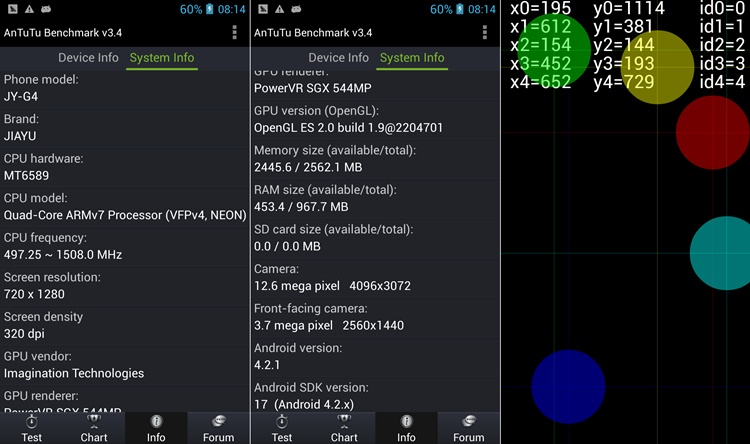 60% 08:14
AnTuTu Benchmark v3.4
Device Info System Info
Phone model:
JY-G4
Brand:
JIAYU
CPU hardware:
MT6589
CPU model:
Quad-Core ARMv7 Processor (VFPv4, NEON)
CPU frequency:
497.25 ~ 1508.0 MHz
Screen resolution:
720 x 1280
Screen density
320 dpi
GPU vendor:
Imagination Technologies
GPU renderer:
PowerVR SGX 544MP
Test Chart Info Forum
60% 08:14
AnTuTu Benchmark v3.4
Device Info System Info
GPU renderer:
PowerVR SGX 544MP
GPU version (OpenGL):
OpenGL ES 2.0 build 1.9@2204701
Memory size (available/total):
2445.6 / 2562.1 MB
RAM size (available/total):
453.4 / 967.7 MB
SD card size (available/total):
0.0 / 0.0 MB
Camera:
12.6 mega pixel 4096x3072
Front-facing camera:
3.7 mega pixel 2560x1440
Android version:
4.2.1
Android SDK version:
17 (Android 4.2.x)
Test Chart Info Forum
x0=195 y0=1114 id0=0
x1=612 y1=381 id1=1
x2=154 y2=144 id2=2
x3=452 y3=193 id3=3
x4=652 y4=729 id4=4